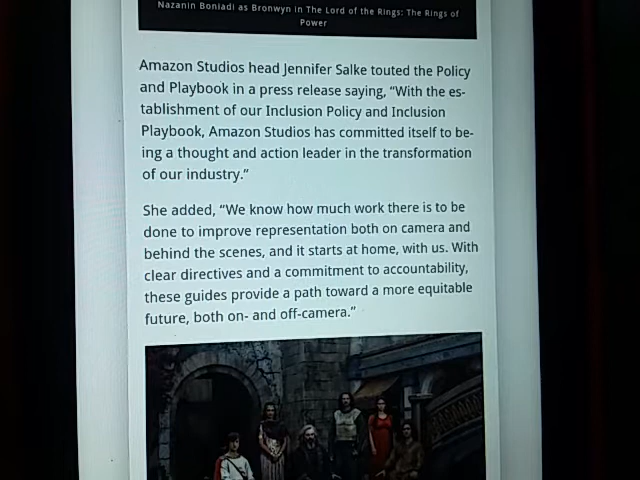 Nazanin Boniadi as Bronwyn in The Lord of the Rings: The Rings of
Power
Amazon Studios head Jennifer Salke touted the Policy
and Playbook in a press release saying, “With the es-
tablishment of our Inclusion Policy and Inclusion
Playbook, Amazon Studios has committed itself to be-
ing a thought and action leader in the transformation
of our industry.”
She added, “We know how much work there is to be
done to improve representation both on camera and
behind the scenes, and it starts at home, with us. With
clear directives and a commitment to accountability,
these guides provide a path toward a more equitable
future, both on- and off-camera.”